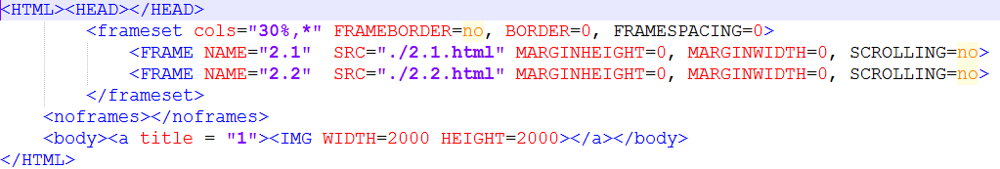 <HTML><HEAD></HEAD>
<frameset cols="30%,*" FRAMEBORDER=no, BORDER=0, FRAMESPACING=0>
<FRAME NAME="2.1"  SRC="./2.1.html" MARGINHEIGHT=0, MARGINWIDTH=0, SCROLLING=no>
<FRAME NAME="2.2"  SRC="./2.2.html" MARGINHEIGHT=0, MARGINWIDTH=0, SCROLLING=no>
</frameset>
<noframes></noframes>
<body><a title = "1"><IMG WIDTH=2000 HEIGHT=2000></a></body>
</HTML>